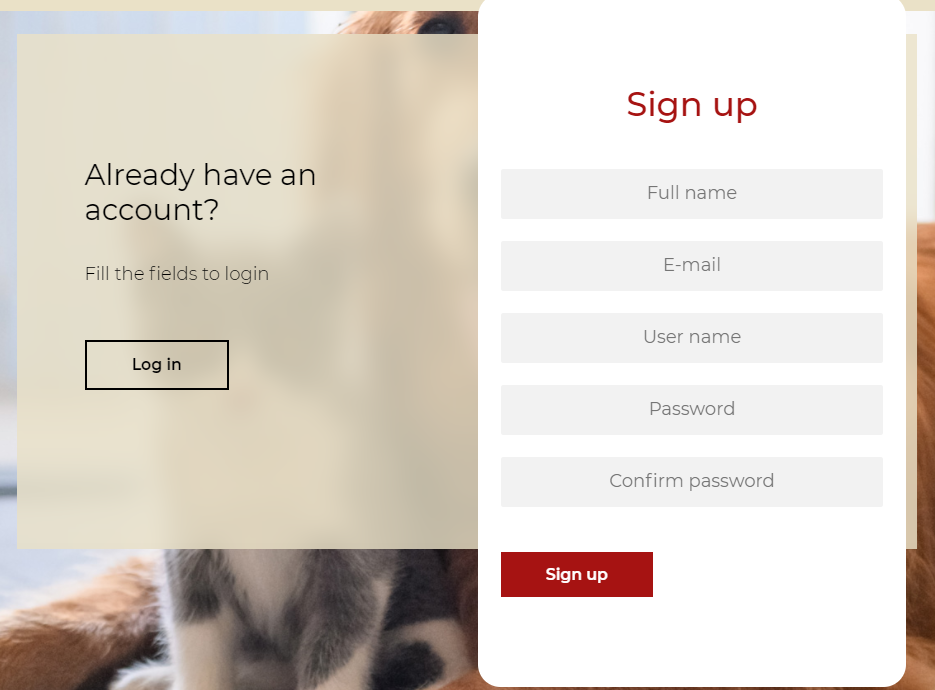 Already have an
account?
Fill the fields to login
Log in
Sign up
Full name
E-mail
User name
Password
Confirm password
Sign up